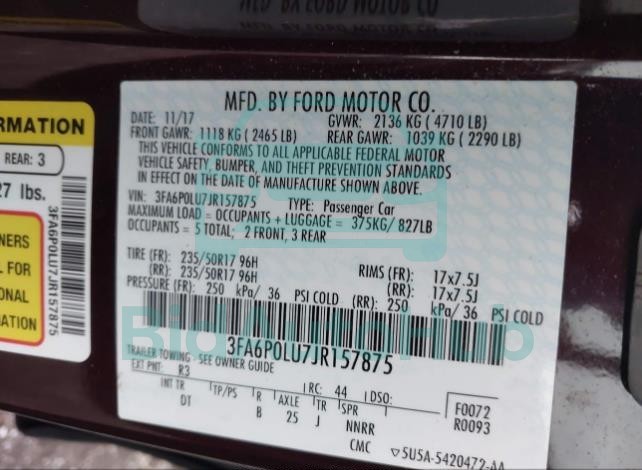 MFD. BY FORD MOTOR CO.
DATE: 11/17 GVWR: 2136 KG ( 4710 LB)
FRONT GAWR: 1118 KG ( 2465 LB) REAR GAWR: 1039 KG ( 2290 LB)
THIS VEHICLE CONFORMS TO ALL APPLICABLE FEDERAL MOTOR
VEHICLE SAFETY, BUMPER, AND THEFT PREVENTION STANDARDS
IN EFFECT ON THE DATE OF MANUFACTURE SHOWN ABOVE.
VIN: 3FA6P0LU7JR157875 TYPE: Passenger Car
MAXIMUM LOAD = OCCUPANTS + LUGGAGE = 375KG/ 827LB
OCCUPANTS = 5 TOTAL; 2 FRONT, 3 REAR
TIRE (FR): 235/50R17 96H RIMS (FR): 17x7.5J
(RR): 235/50R17 96H (RR): 17x7.5J
PRESSURE (FR): 250 kPa/ 36 PSI COLD (RR): 250 kPa/ 36 PSI COLD
3FA6P0LU7JR157875
TRAILER TOWING - SEE OWNER GUIDE
EXT PNT: R3 RC: 44 DSO: F0072
INT TR TP/PS R AXLE TR SPR R0093
DT B 25 J NNRR
CMC 5U5A-5420472-AA
RMATION
REAR: 3
27 lbs.
NERS
L FOR
ONAL
MATION
3FA6P0LU7JR157875
BidAutoHub